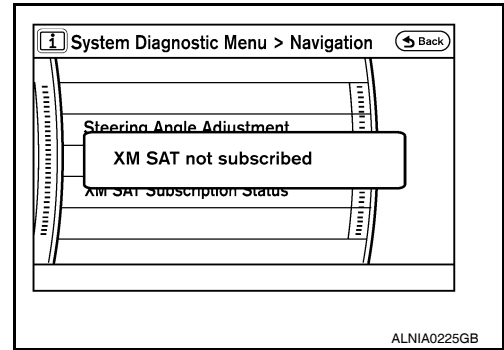 i System Diagnostic Menu > Navigation
Back
Steering Angle Adjustment
XM SAT not subscribed
XM SAT Subscription Status
ALNIA0225GB